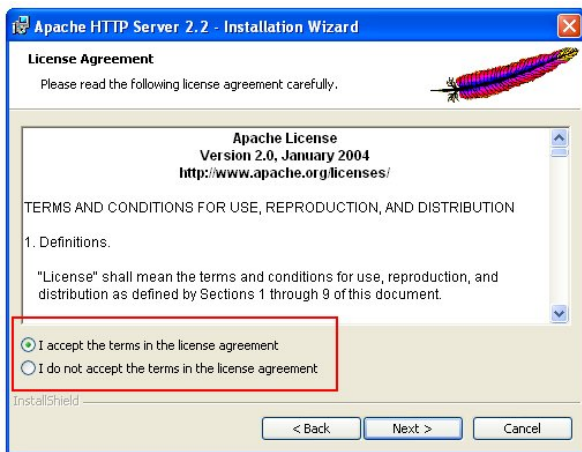 Apache HTTP Server 2.2 - Installation Wizard
License Agreement
Please read the following license agreement carefully.
Apache License
Version 2.0, January 2004
http://www.apache.org/licenses/
TERMS AND CONDITIONS FOR USE, REPRODUCTION, AND DISTRIBUTION
1. Definitions.
"License" shall mean the terms and conditions for use, reproduction, and
distribution as defined by Sections 1 through 9 of this document.
I accept the terms in the license agreement
I do not accept the terms in the license agreement
InstallShield
< Back Next > Cancel